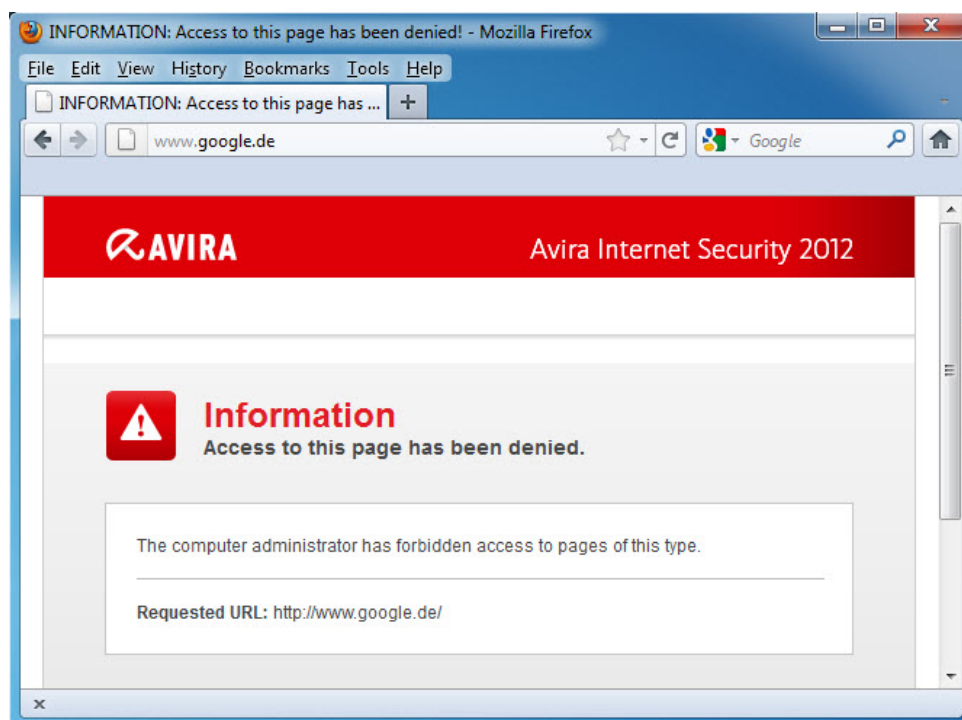 INFORMATION: Access to this page has been denied! - Mozilla Firefox
File Edit View History Bookmarks Tools Help
INFORMATION: Access to this page has ...
www.google.de
Google
AVIRA
Avira Internet Security 2012
Information
Access to this page has been denied.
The computer administrator has forbidden access to pages of this type.
Requested URL: http://www.google.de/